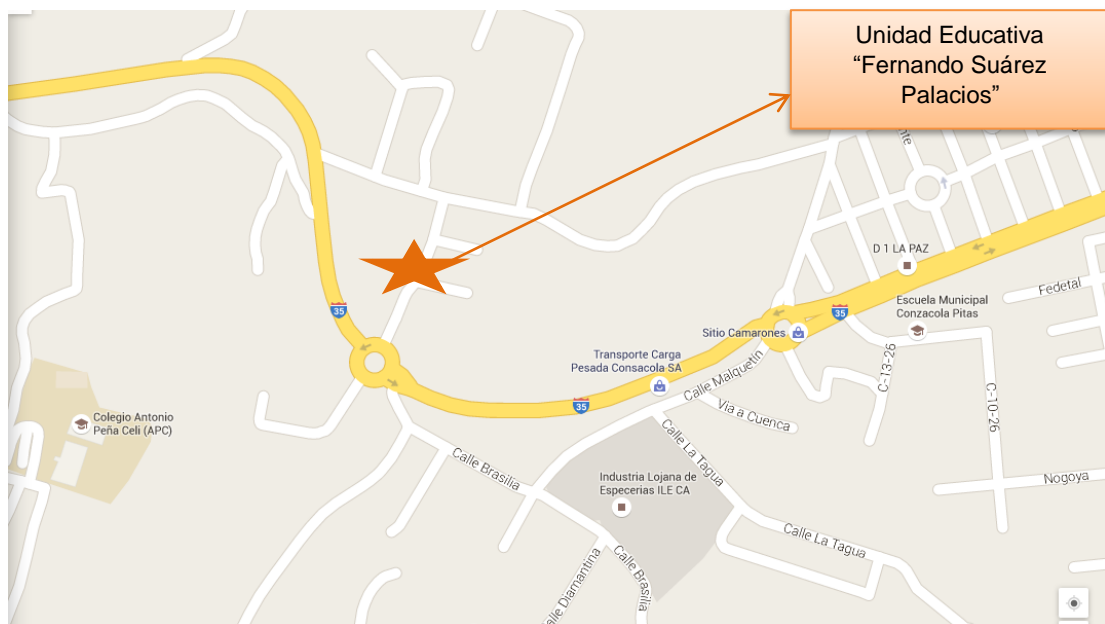 Unidad Educativa
“Fernando Suárez
Palacios”
D 1 LA PAZ
Fedetal
35
35
Escuela Municipal
Conzacola Pitas
Sitio Camarones
Transporte Carga
Pesada Consacola SA
35
Calle Malquetín
C-13-26
C-10-26
Via a Cuenca
Colegio Antonio
Peña Celi (APC)
Calle Brasilia
Calle La Tagua
Industria Lojana de
Especerias ILE CA
Nogoya
Calle La Tagua
Calle Diamantina
Calle Brasilia